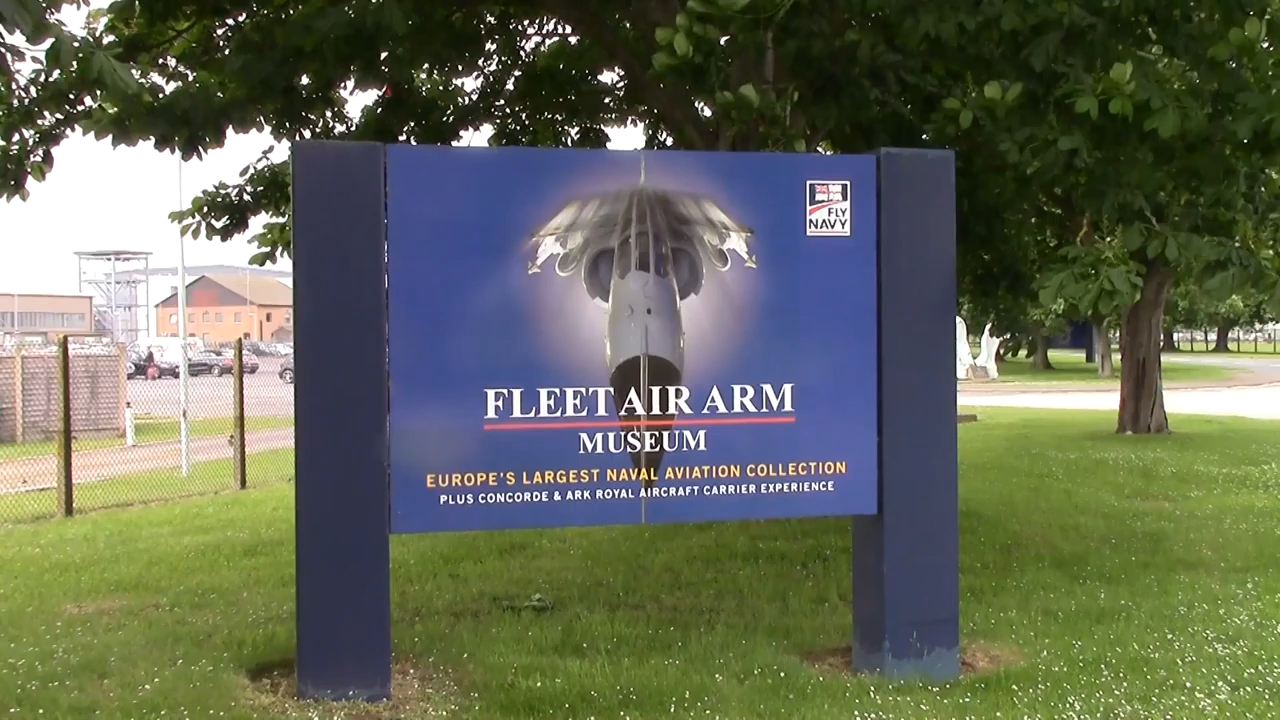 FLY
NAVY
FLEET AIR ARM
MUSEUM
EUROPE'S LARGEST NAVAL AVIATION COLLECTION
PLUS CONCORDE & ARK ROYAL AIRCRAFT CARRIER EXPERIENCE